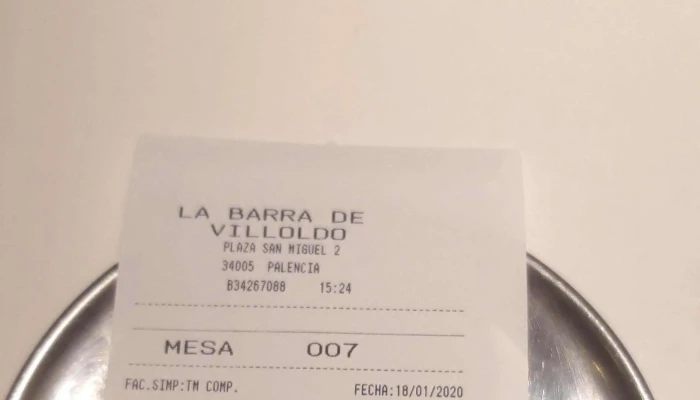 LA BARRA DE
VILLOLDO
PLAZA SAN MIGUEL 2
34005 PALENCIA
B34267088 15:24
MESA 007
FAC.SIMP:TM COMP. FECHA:18/01/2020